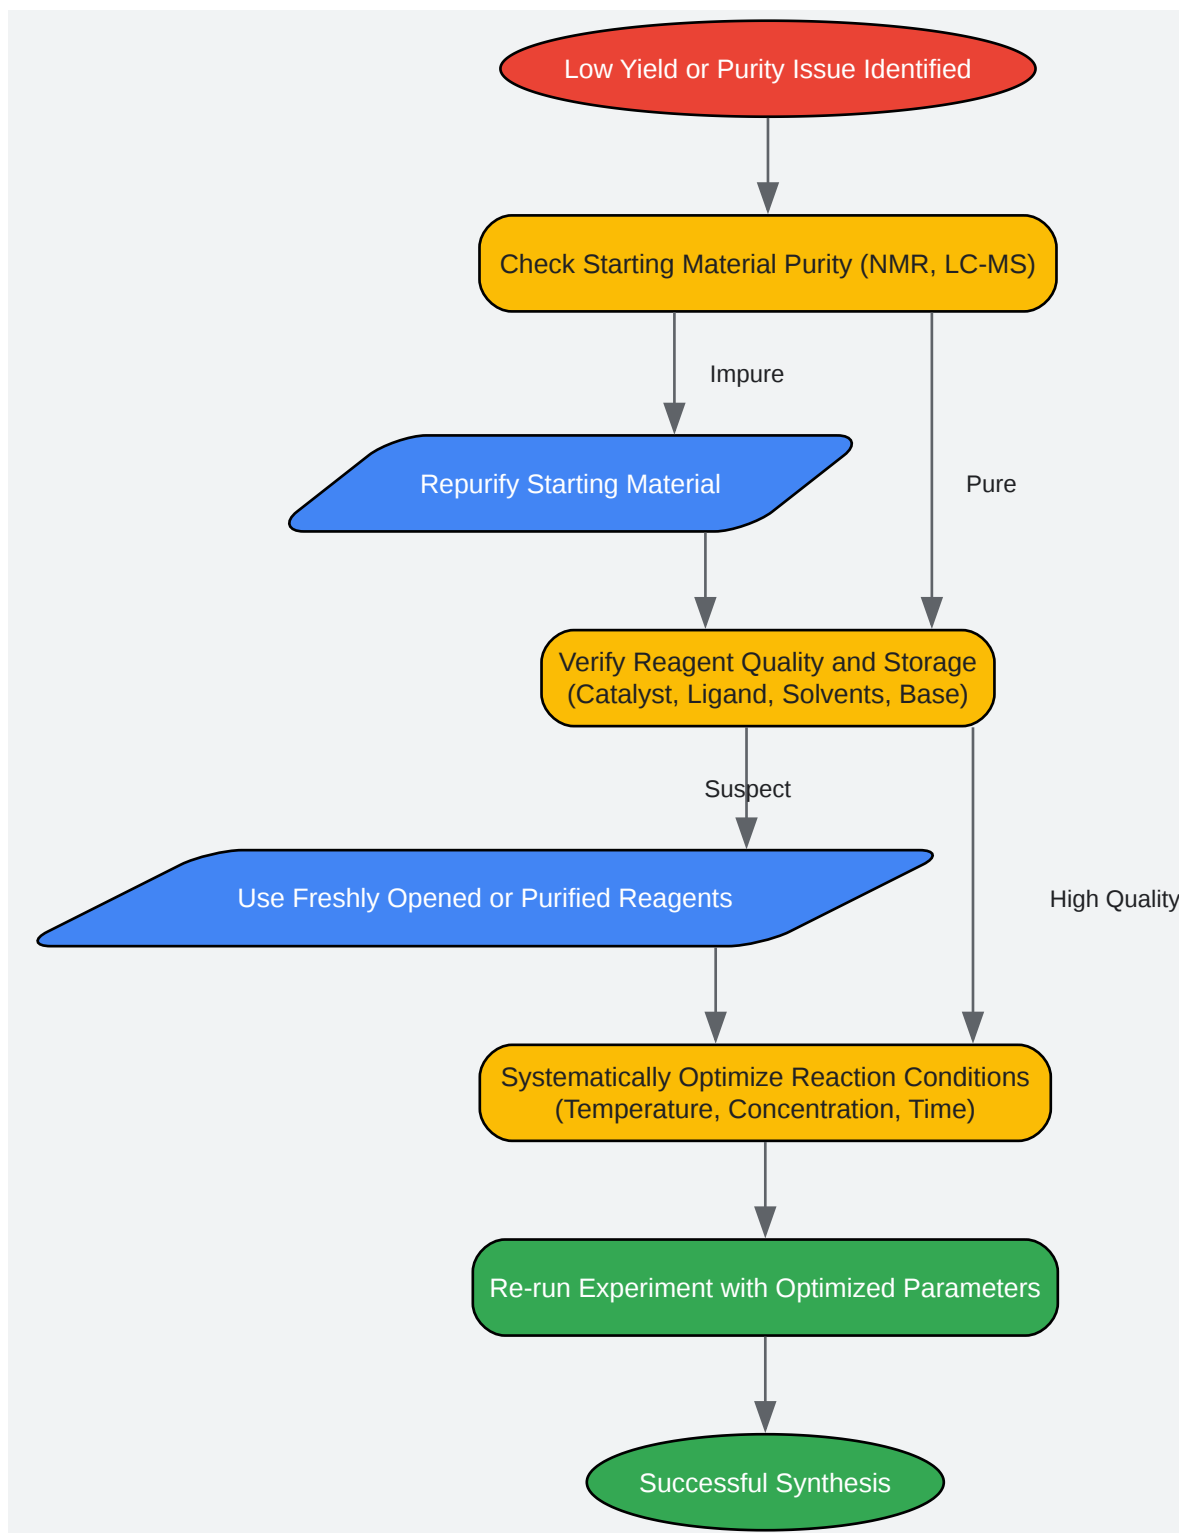 Low Yield or Purity Issue Identified
Check Starting Material Purity (NMR, LC-MS)
Impure
Repurify Starting Material
Pure
Verify Reagent Quality and Storage
(Catalyst, Ligand, Solvents, Base)
Suspect
Use Freshly Opened or Purified Reagents
High Quality
Systematically Optimize Reaction Conditions
(Temperature, Concentration, Time)
Re-run Experiment with Optimized Parameters
Successful Synthesis